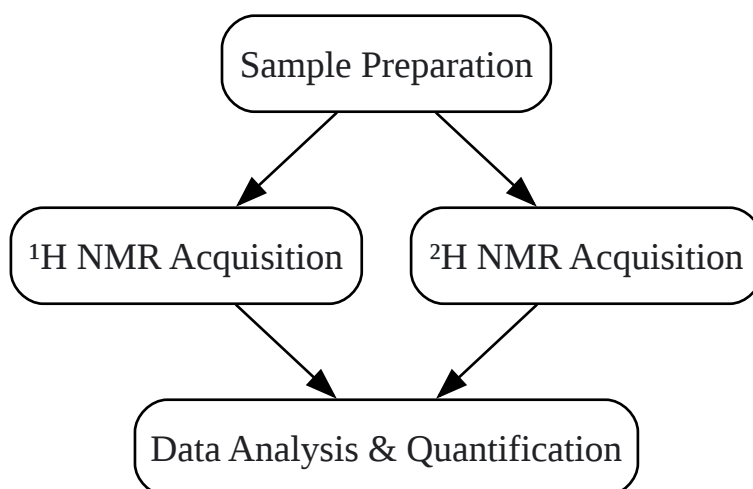 Sample Preparation
¹H NMR Acquisition
²H NMR Acquisition
Data Analysis & Quantification